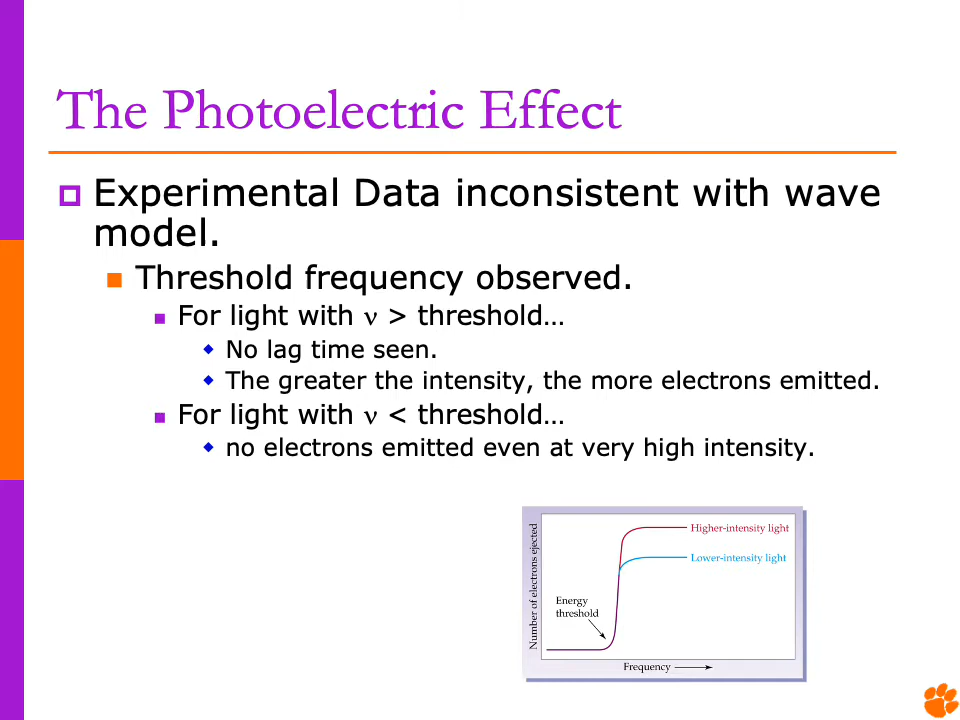 The Photoelectric Effect
Experimental Data inconsistent with wave
model.
Threshold frequency observed.
For light with ν > threshold…
No lag time seen.
The greater the intensity, the more electrons emitted.
For light with ν < threshold…
no electrons emitted even at very high intensity.
Number of electrons ejected
Higher-intensity light
Lower-intensity light
Energy
threshold
Frequency